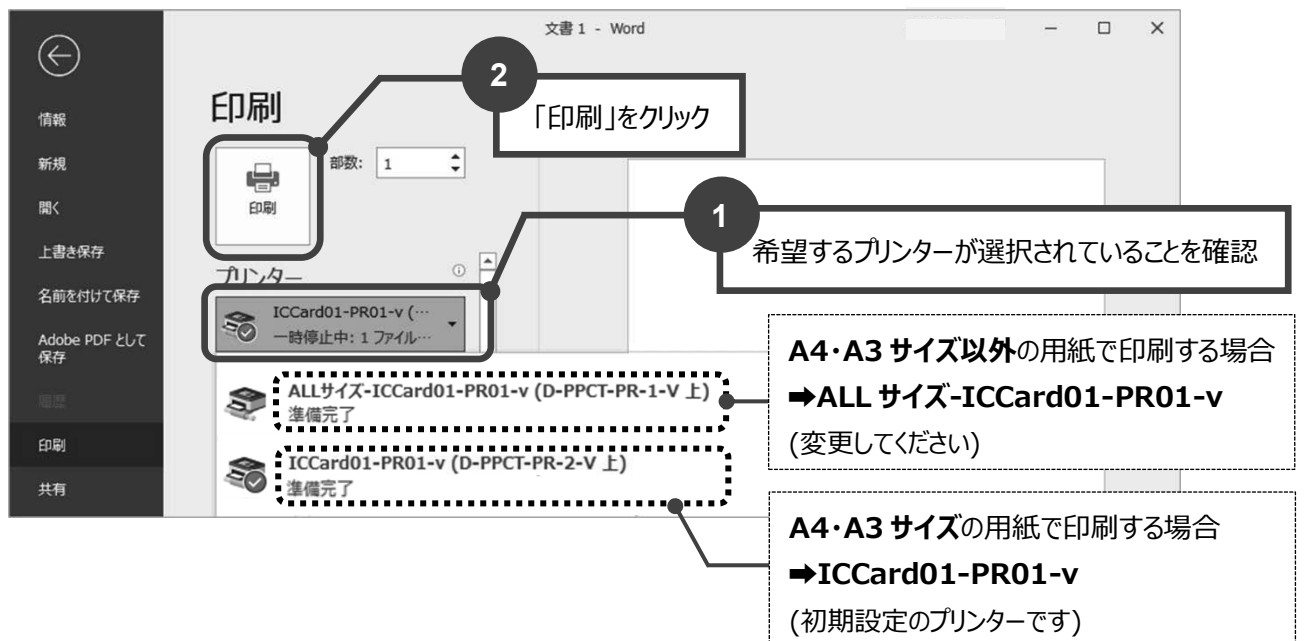 文書 1 - Word
情報
新規
開く
上書き保存
名前を付けて保存
Adobe PDF として
保存
履歴
印刷
共有
印刷
印刷
部数: 1
プリンター
ICCard01-PR01-v (…
一時停止中: 1 ファイル…
ALLサイズ-ICCard01-PR01-v (D-PPCT-PR-1-V 上)
準備完了
ICCard01-PR01-v (D-PPCT-PR-2-V 上)
準備完了
2
「印刷」をクリック
1
希望するプリンターが選択されていることを確認
A4・A3 サイズ以外の用紙で印刷する場合
➡ALL サイズ-ICCard01-PR01-v
(変更してください)
A4・A3 サイズの用紙で印刷する場合
➡ICCard01-PR01-v
(初期設定のプリンターです)